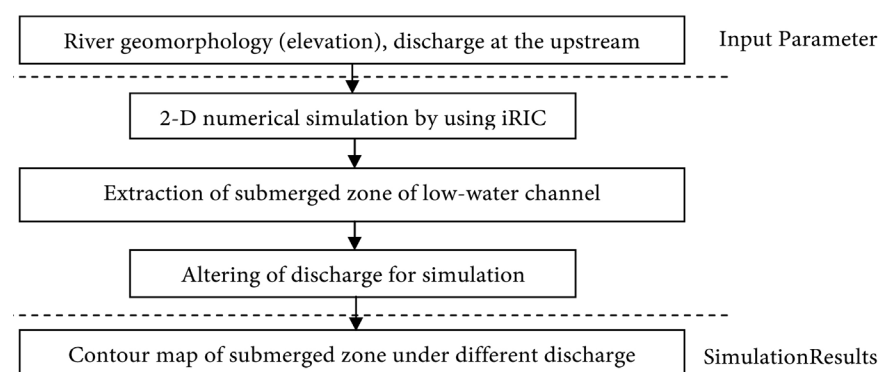 River geomorphology (elevation), discharge at the upstream
Input Parameter
2-D numerical simulation by using iRIC
Extraction of submerged zone of low-water channel
Altering of discharge for simulation
Contour map of submerged zone under different discharge
SimulationResults